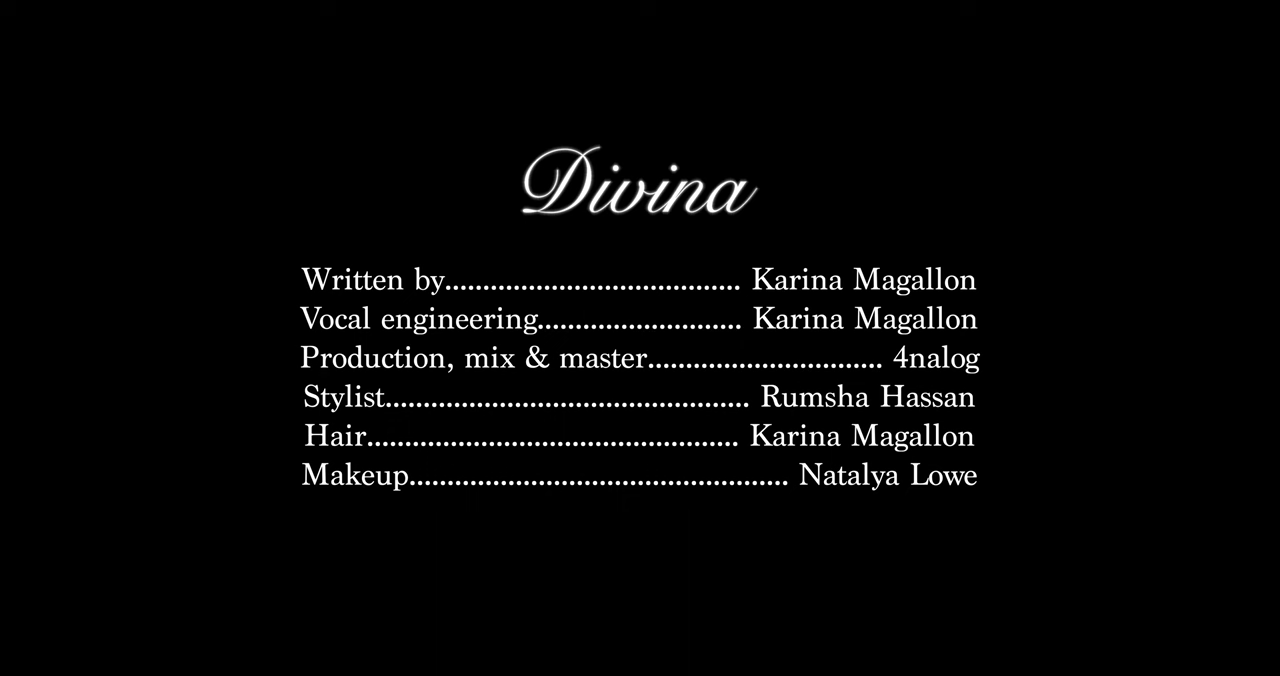 Divina
Written by....................................... Karina Magallon
Vocal engineering........................... Karina Magallon
Production, mix & master............................... 4nalog
Stylist................................................ Rumsha Hassan
Hair................................................. Karina Magallon
Makeup.................................................. Natalya Lowe